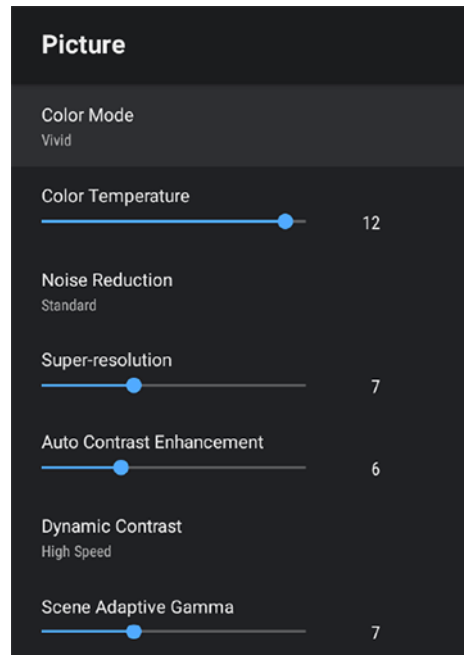 Picture
Color Mode
Vivid
Color Temperature
12
Noise Reduction
Standard
Super-resolution
7
Auto Contrast Enhancement
6
Dynamic Contrast
High Speed
Scene Adaptive Gamma
7